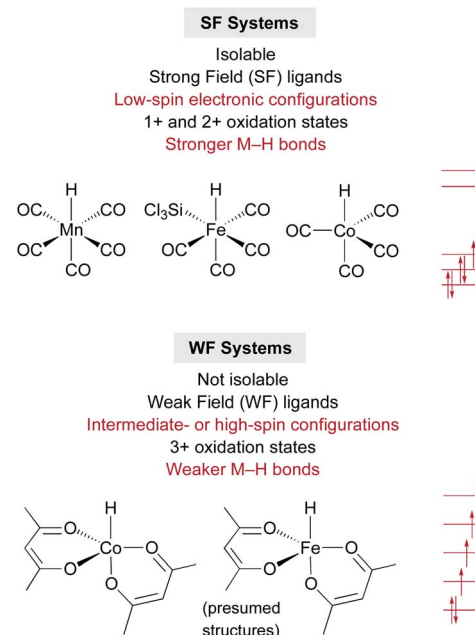 SF Systems
Isolable
Strong Field (SF) ligands
Low-spin electronic configurations
1+ and 2+ oxidation states
Stronger M–H bonds
H H H
OC CO Cl3Si CO CO
Mn Fe OC Co
OC CO OC CO CO
CO CO CO
WF Systems
Not isolable
Weak Field (WF) ligands
Intermediate- or high-spin configurations
3+ oxidation states
Weaker M–H bonds
H H
O O
Co O Fe O
O O
O O
(presumed
structures)